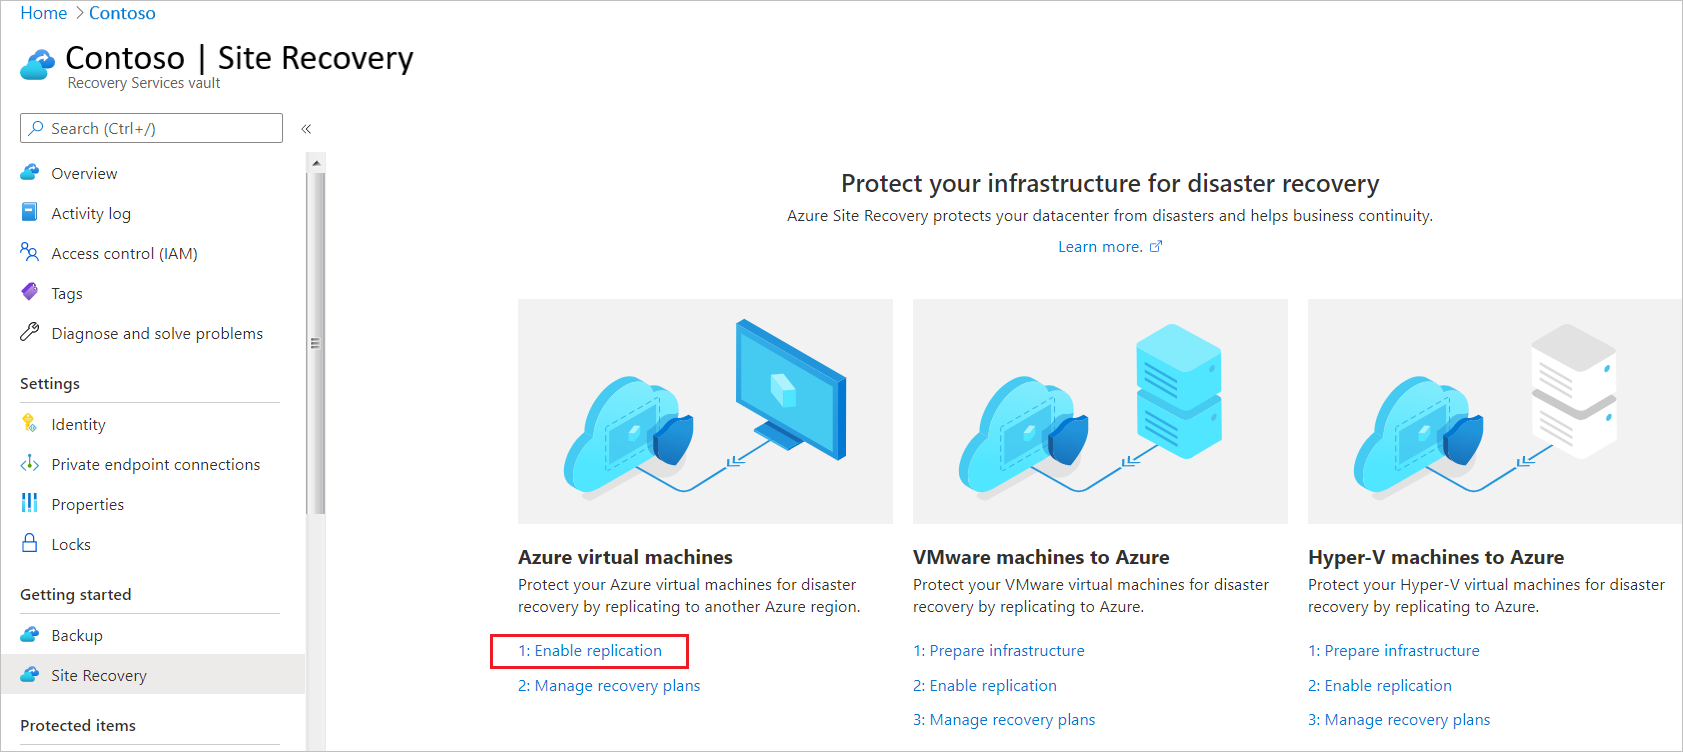 Home > Contoso
Contoso | Site Recovery
Recovery Services vault
Search (Ctrl+/)
«
Overview
Activity log
Access control (IAM)
Tags
Diagnose and solve problems
Settings
Identity
Private endpoint connections
Properties
Locks
Getting started
Backup
Site Recovery
Protected items
Protect your infrastructure for disaster recovery
Azure Site Recovery protects your datacenter from disasters and helps business continuity.
Learn more.
Azure virtual machines
Protect your Azure virtual machines for disaster
recovery by replicating to another Azure region.
1: Enable replication
2: Manage recovery plans
VMware machines to Azure
Protect your VMware virtual machines for disaster
recovery by replicating to Azure.
1: Prepare infrastructure
2: Enable replication
3: Manage recovery plans
Hyper-V machines to Azure
Protect your Hyper-V virtual machines for disaster
recovery by replicating to Azure.
1: Prepare infrastructure
2: Enable replication
3: Manage recovery plans